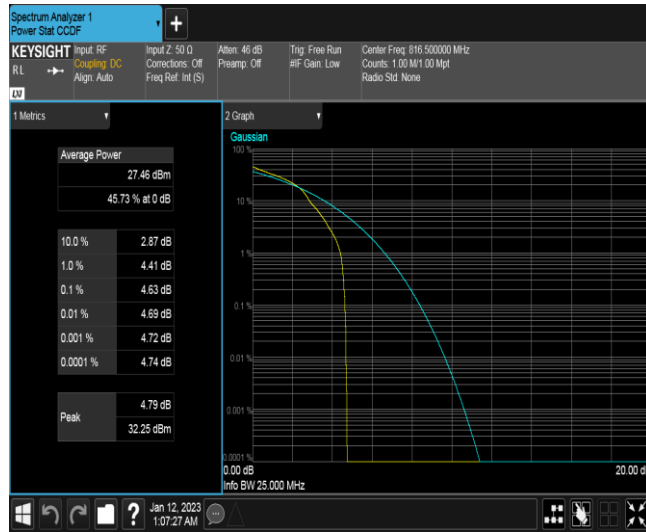 Spectrum Analyzer 1
Power Stat CCDF
+
KEYSIGHT
RL
LXI
Input: RF
Coupling: DC
Align: Auto
Input Z: 50 Ω
Corrections: Off
Freq Ref: Int (S)
Atten: 46 dB
Preamp: Off
Trig: Free Run
#IF Gain: Low
Center Freq: 816.500000 MHz
Counts: 1.00 M/1.00 Mpt
Radio Std: None
1 Metrics
Average Power
27.46 dBm
45.73 % at 0 dB
10.0 % 2.87 dB
1.0 % 4.41 dB
0.1 % 4.63 dB
0.01 % 4.69 dB
0.001 % 4.72 dB
0.0001 % 4.74 dB
Peak
4.79 dB
32.25 dBm
2 Graph
Gaussian
100 %
10 %
1 %
0.1 %
0.01 %
0.001 %
0.0001 %
0.00 dB
20.00 d
Info BW 25.000 MHz
?
Jan 12, 2023
1:07:27 AM